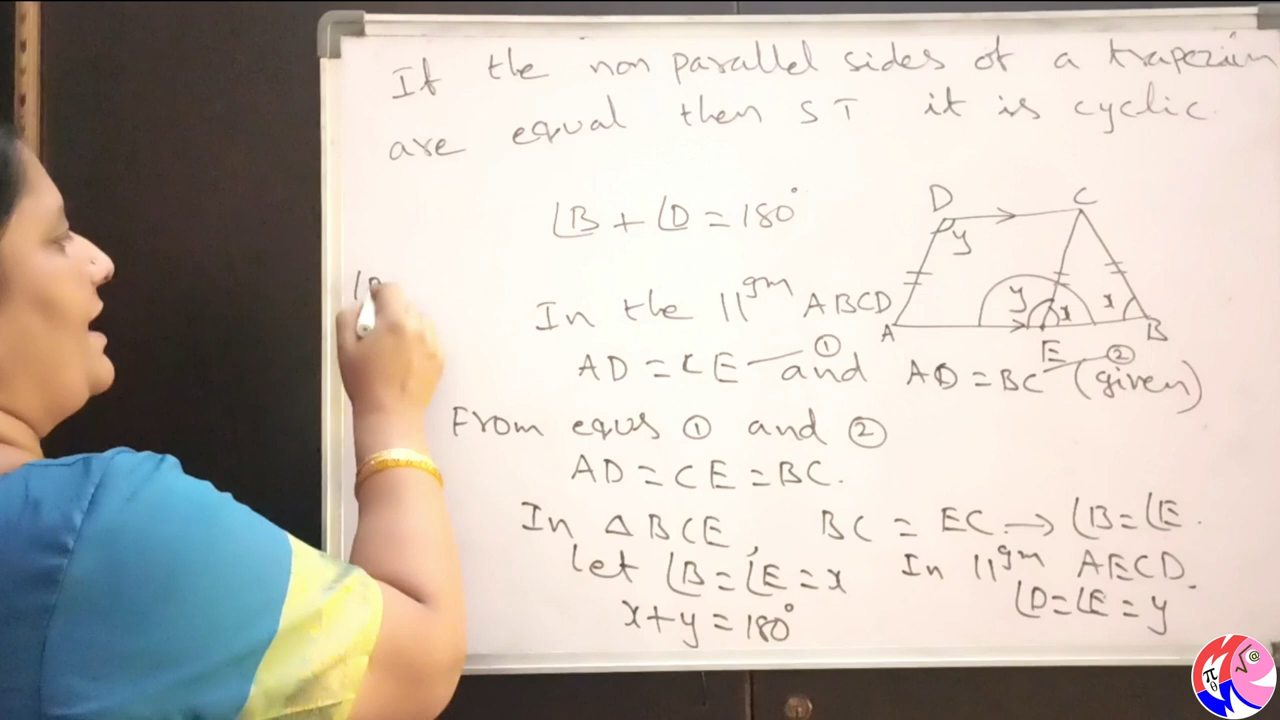 If the non parallel sides of a trapezium
are equal then ST it is cyclic.
∠B + ∠D = 180°
D C
y
In the ||gm ABCD
y x x
A E B
AD = CE — ① and AD = BC — ② (given)
From equs ① and ②
AD = CE = BC.
In △ BCE, BC = EC → ∠B = ∠E.
let ∠B = ∠E = x In ||gm AECD.
x + y = 180° ∠D = ∠E = y